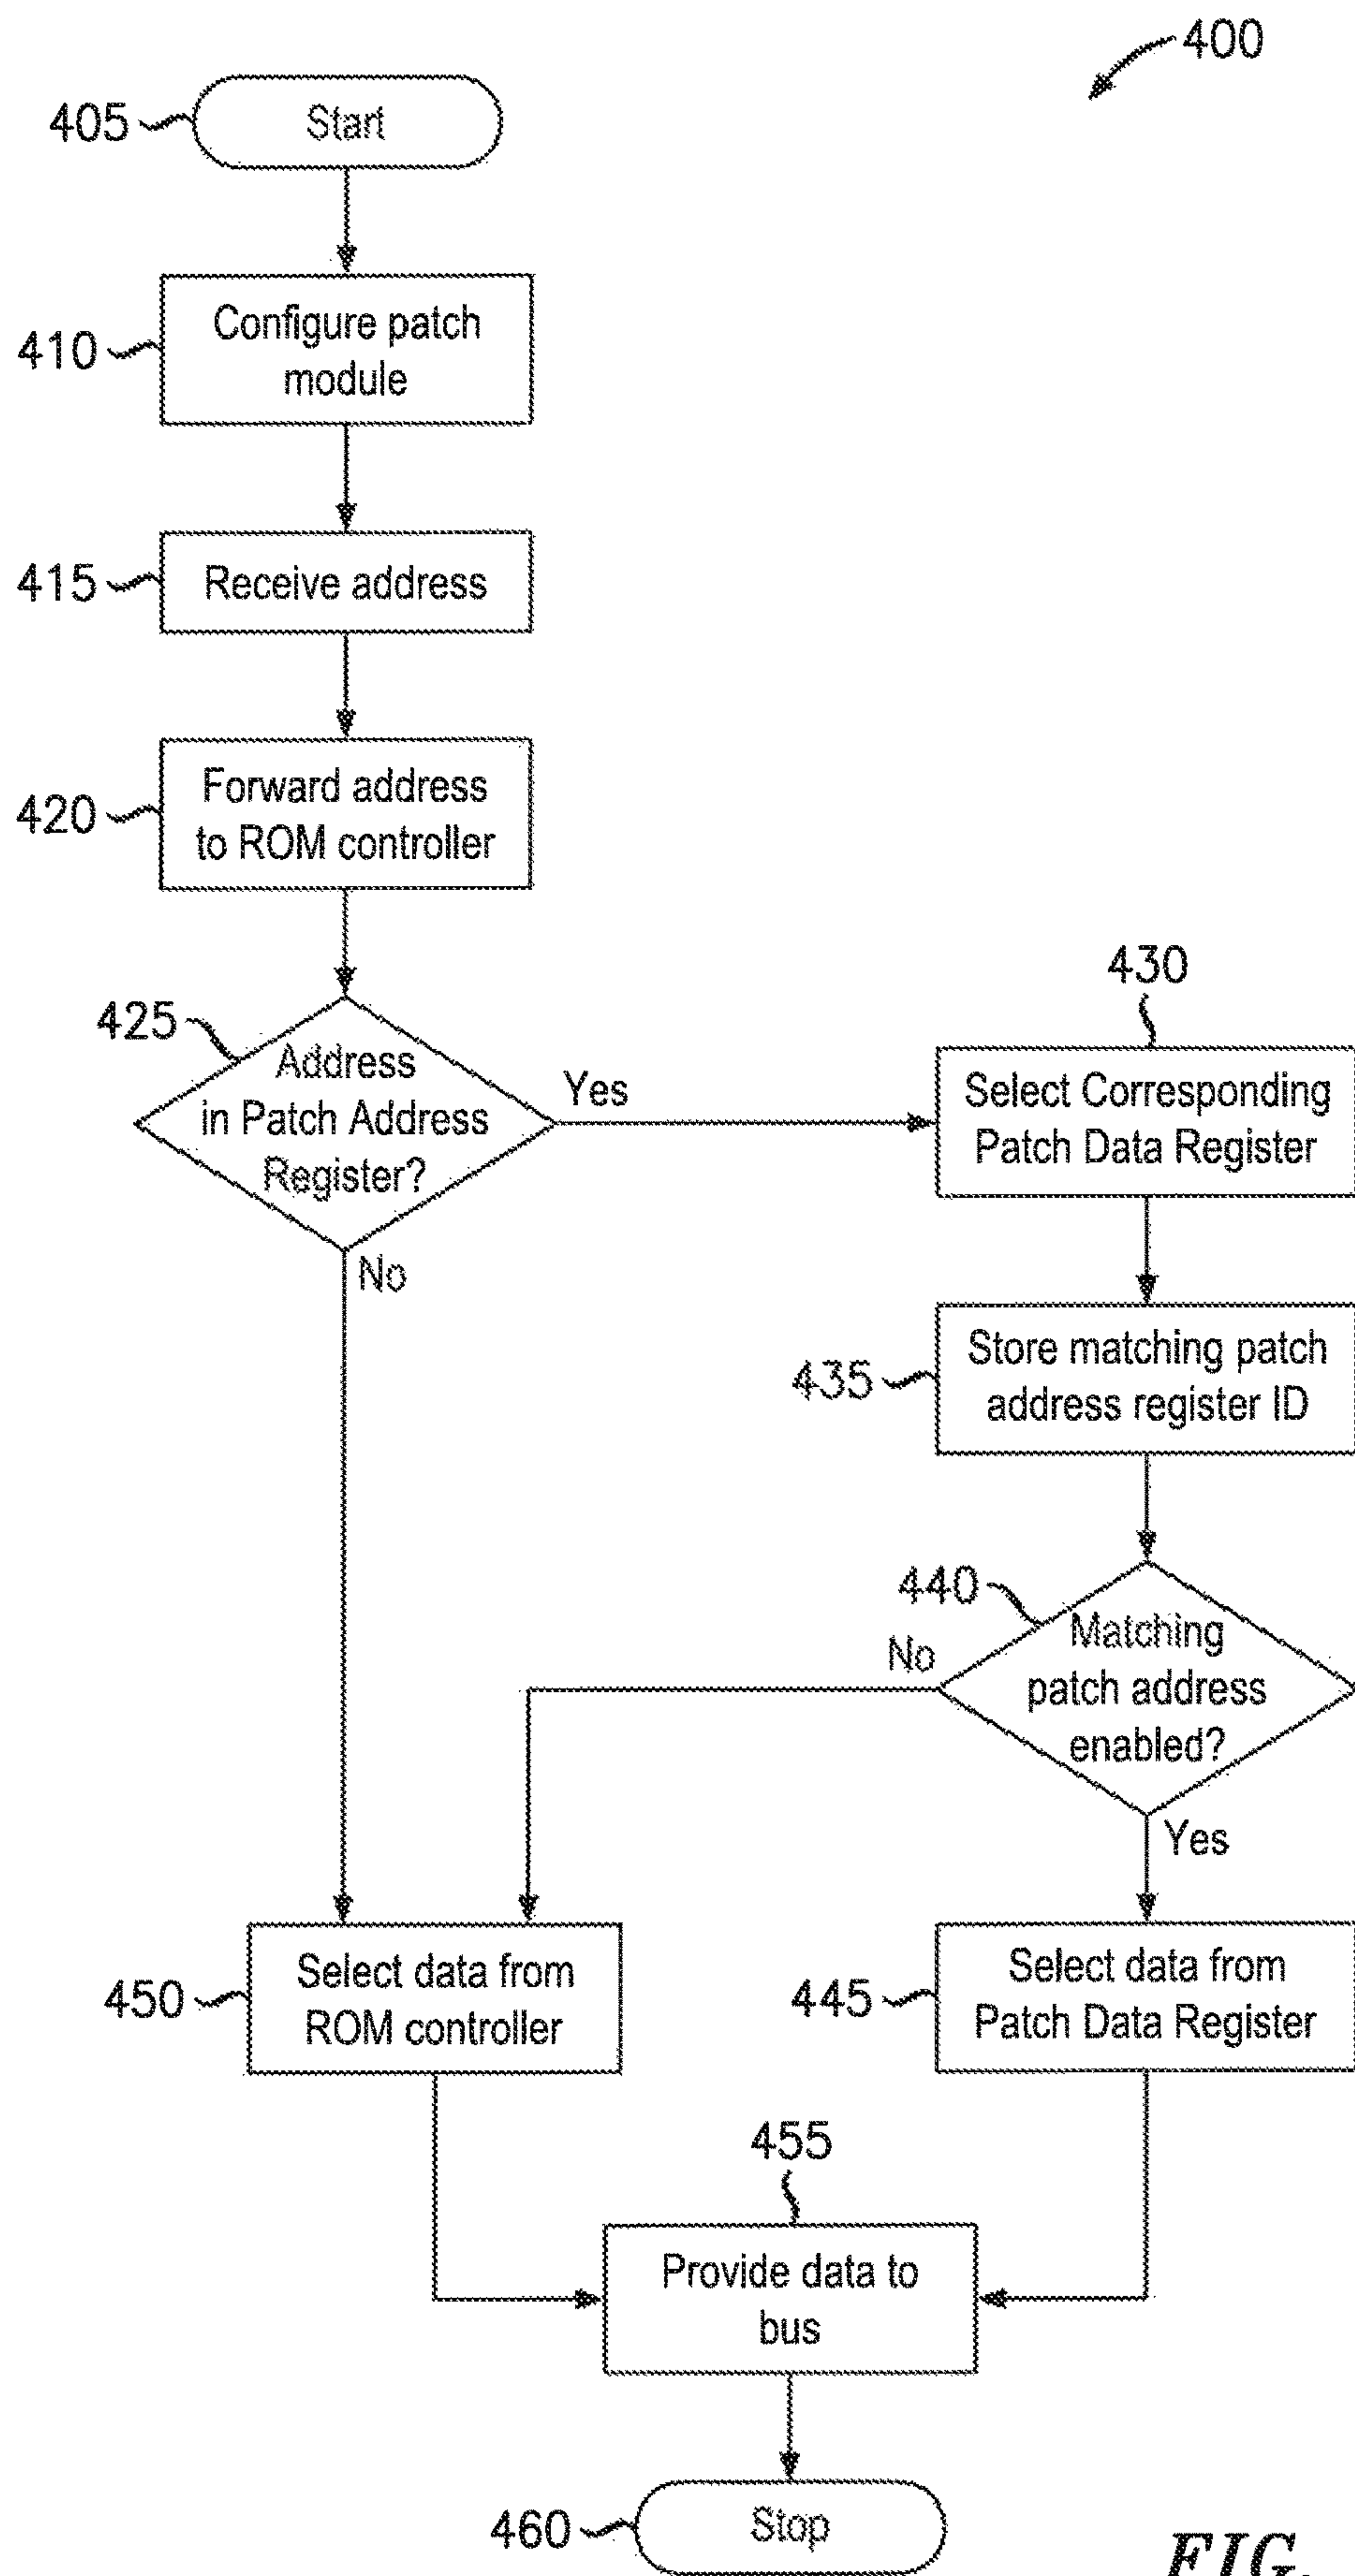 400
405
Start
410
Configure patch
module
415
Receive address
420
Forward address
to ROM controller
425
Address
in Patch Address
Register?
Yes
No
430
Select Corresponding
Patch Data Register
435
Store matching patch
address register ID
440
Matching
patch address
enabled?
No
Yes
450
Select data from
ROM controller
445
Select data from
Patch Data Register
455
Provide data to
bus
460
Stop
FIG.